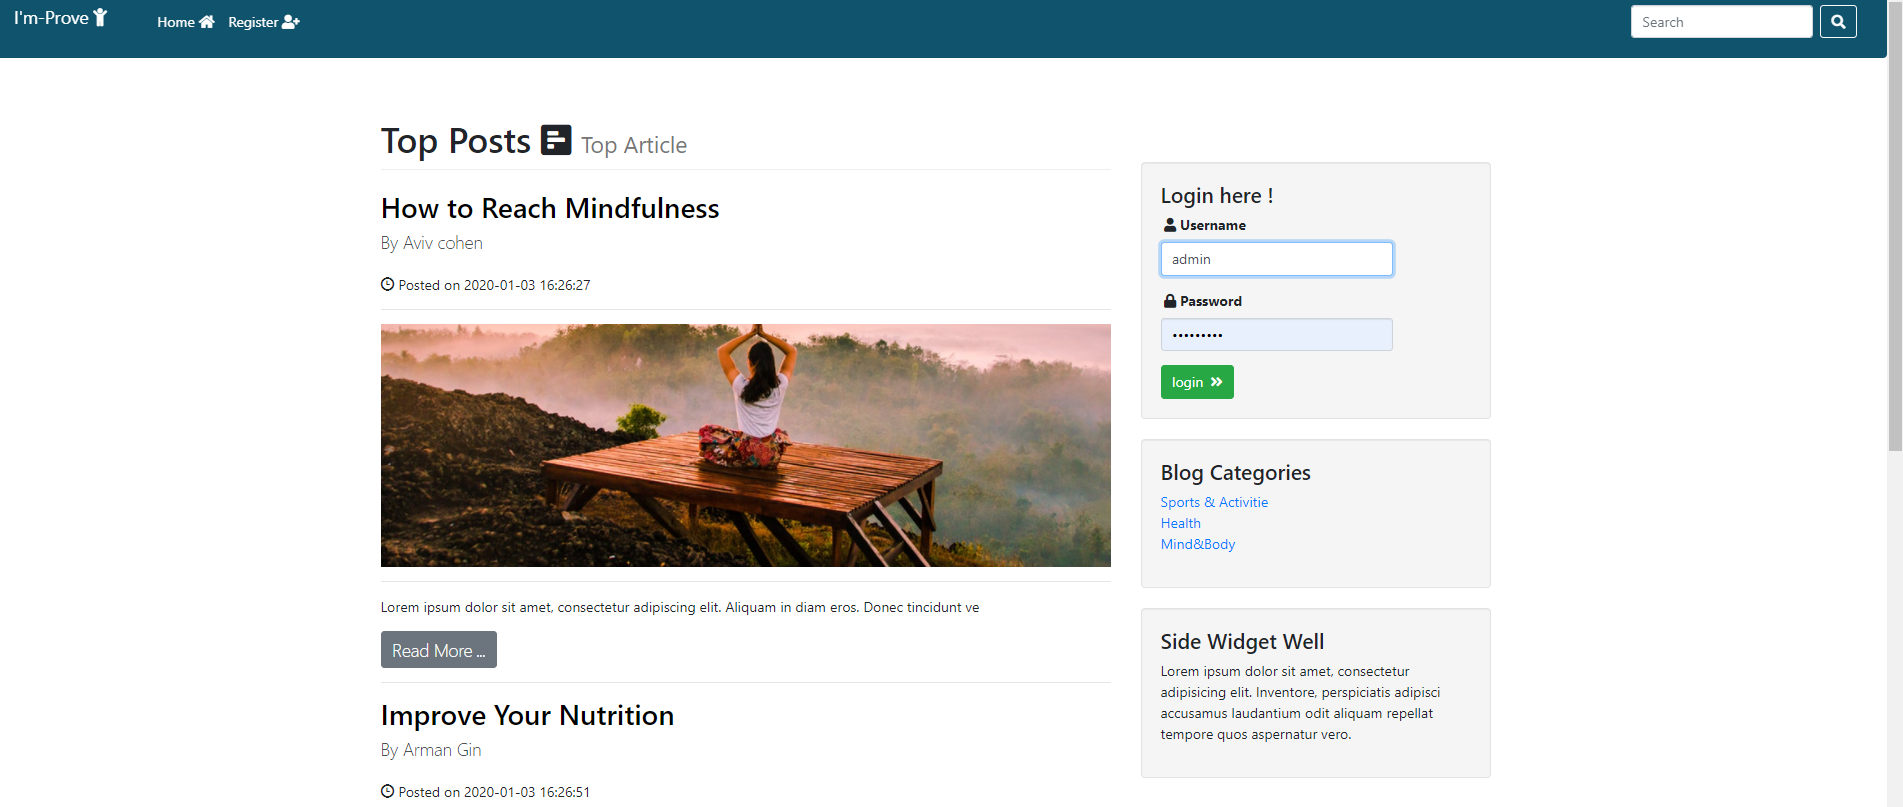 I'm-Prove
Home
Register
Search
Top Posts Top Article
How to Reach Mindfulness
By Aviv cohen
Posted on 2020-01-03 16:26:27
Lorem ipsum dolor sit amet, consectetur adipiscing elit. Aliquam in diam eros. Donec tincidunt ve
Read More ...
Improve Your Nutrition
By Arman Gin
Posted on 2020-01-03 16:26:51
Login here !
Username
admin
Password
•••••••••
login
Blog Categories
Sports & Activitie
Health
Mind&Body
Side Widget Well
Lorem ipsum dolor sit amet, consectetur
adipisicing elit. Inventore, perspiciatis adipisci
accusamus laudantium odit aliquam repellat
tempore quos aspernatur vero.